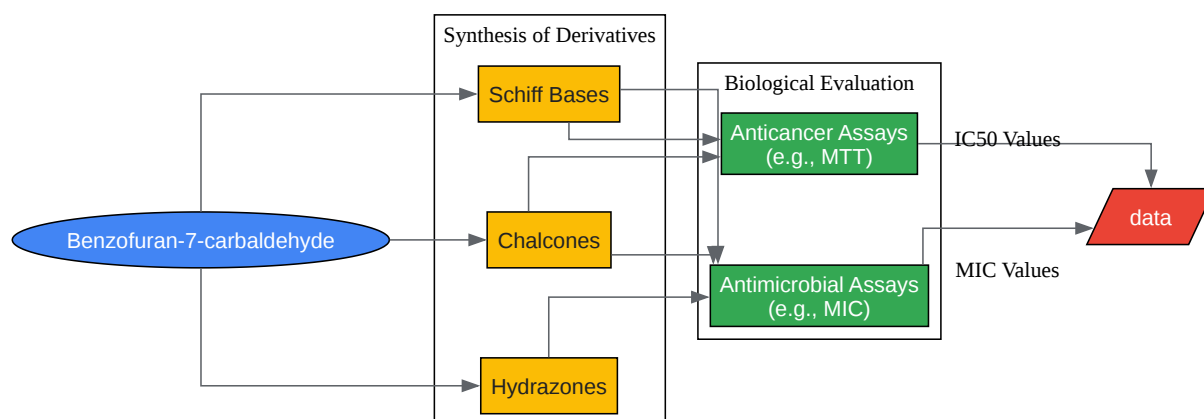 Synthesis of Derivatives
Schiff Bases
Biological Evaluation
Anticancer Assays
(e.g., MTT)
IC50 Values
data
Benzofuran-7-carbaldehyde
Chalcones
Antimicrobial Assays
(e.g., MIC)
MIC Values
Hydrazones